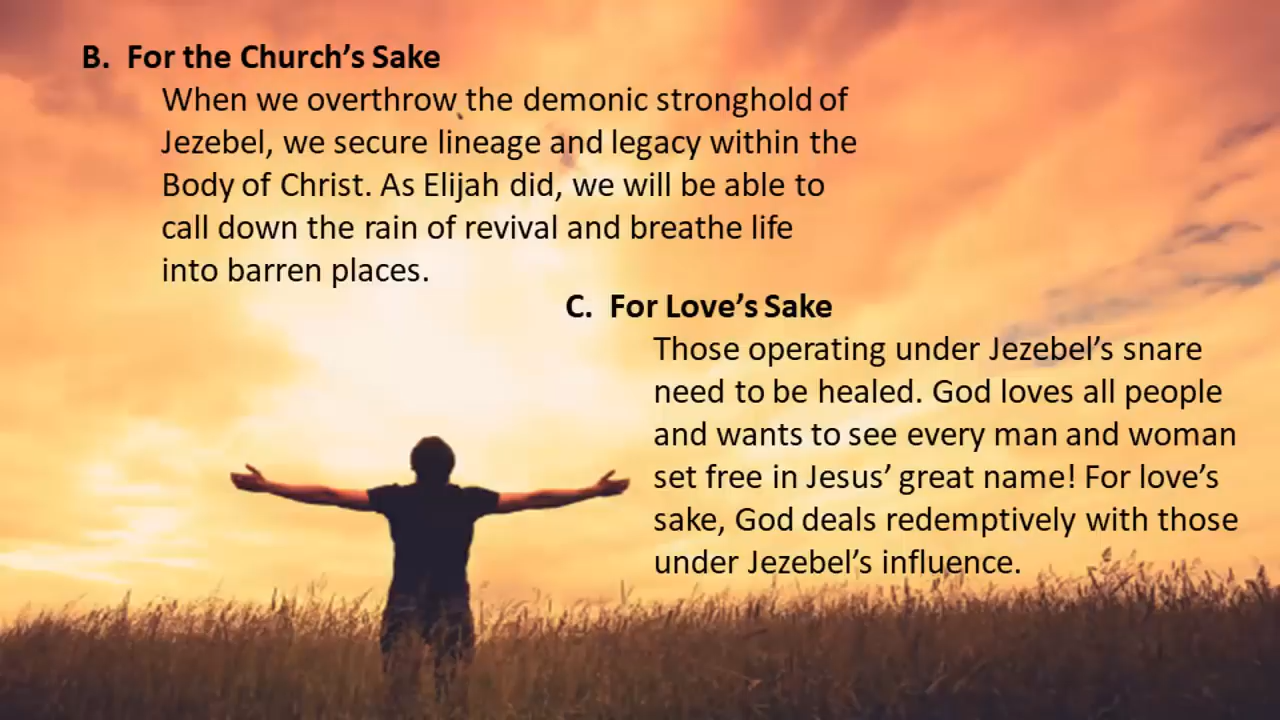 B. For the Church’s Sake
When we overthrow the demonic stronghold of
Jezebel, we secure lineage and legacy within the
Body of Christ. As Elijah did, we will be able to
call down the rain of revival and breathe life
into barren places.
C. For Love’s Sake
Those operating under Jezebel’s snare
need to be healed. God loves all people
and wants to see every man and woman
set free in Jesus’ great name! For love’s
sake, God deals redemptively with those
under Jezebel’s influence.